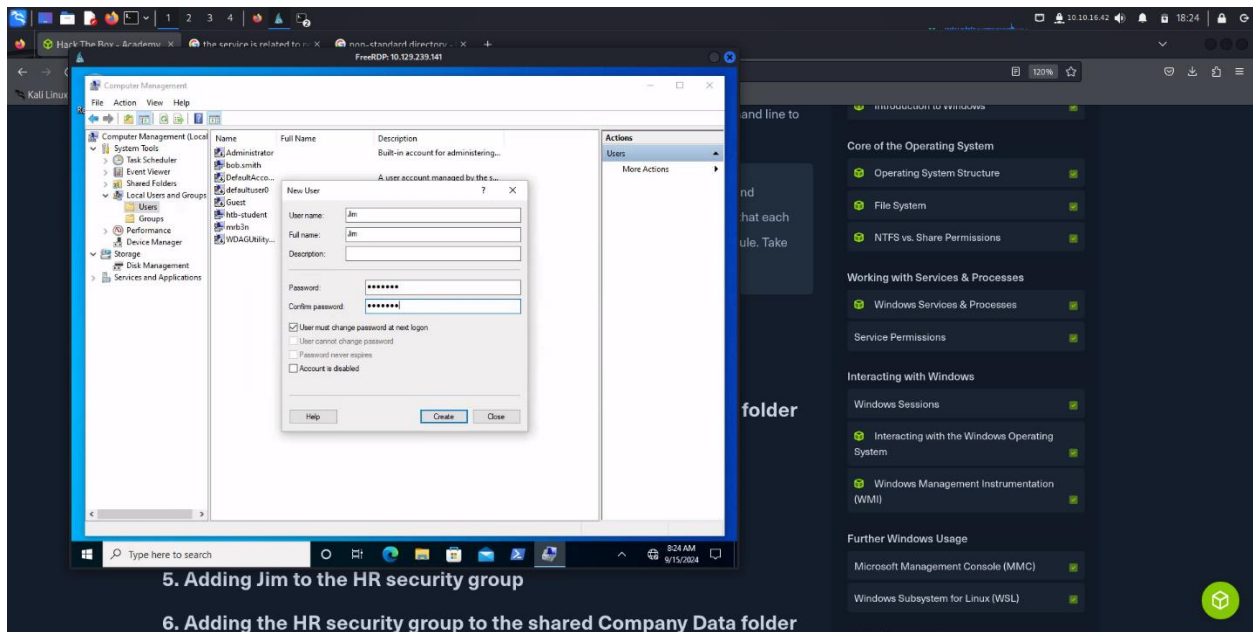 1 2 3 4
10.10.16.42
18:24
Hack The Box - Academy
the service is related to
non-standard directory -
FreeRDP: 10.129.239.141
120%
Kali Linux
Computer Management
File Action View Help
Computer Management (Local
System Tools
Task Scheduler
Event Viewer
Shared Folders
Local Users and Groups
Users
Groups
Performance
Device Manager
Storage
Disk Management
Services and Applications
Name Full Name Description
Administrator Built-in account for administering...
bob.smith
DefaultAcco... A user account managed by the s...
defaultuser0
Guest
htb-student
mrb3n
WDAGUtility...
New User
User name: Jim
Full name: Jim
Description:
Password:
Confirm password:
User must change password at next logon
User cannot change password
Password never expires
Account is disabled
Help Create Close
Actions
Users
More Actions
Type here to search
8:24 AM
9/15/2024
and line to
nd
hat each
ule. Take
folder
5. Adding Jim to the HR security group
6. Adding the HR security group to the shared Company Data folder
Introduction to Windows
Core of the Operating System
Operating System Structure
File System
NTFS vs. Share Permissions
Working with Services & Processes
Windows Services & Processes
Service Permissions
Interacting with Windows
Windows Sessions
Interacting with the Windows Operating
System
Windows Management Instrumentation
(WMI)
Further Windows Usage
Microsoft Management Console (MMC)
Windows Subsystem for Linux (WSL)